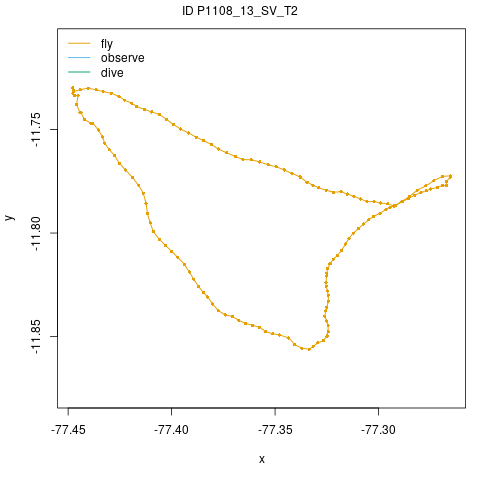 ID P1108_13_SV_T2
fly
observe
dive
-11.75
-11.80
-11.85
y
-77.45 -77.40 -77.35 -77.30
x